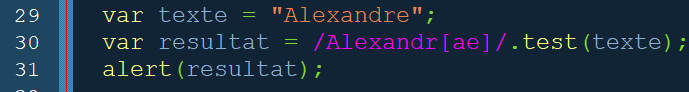 29 var texte = "Alexandre";
30 var resultat = /Alexandr[ae]/.test(texte);
31 alert(resultat);